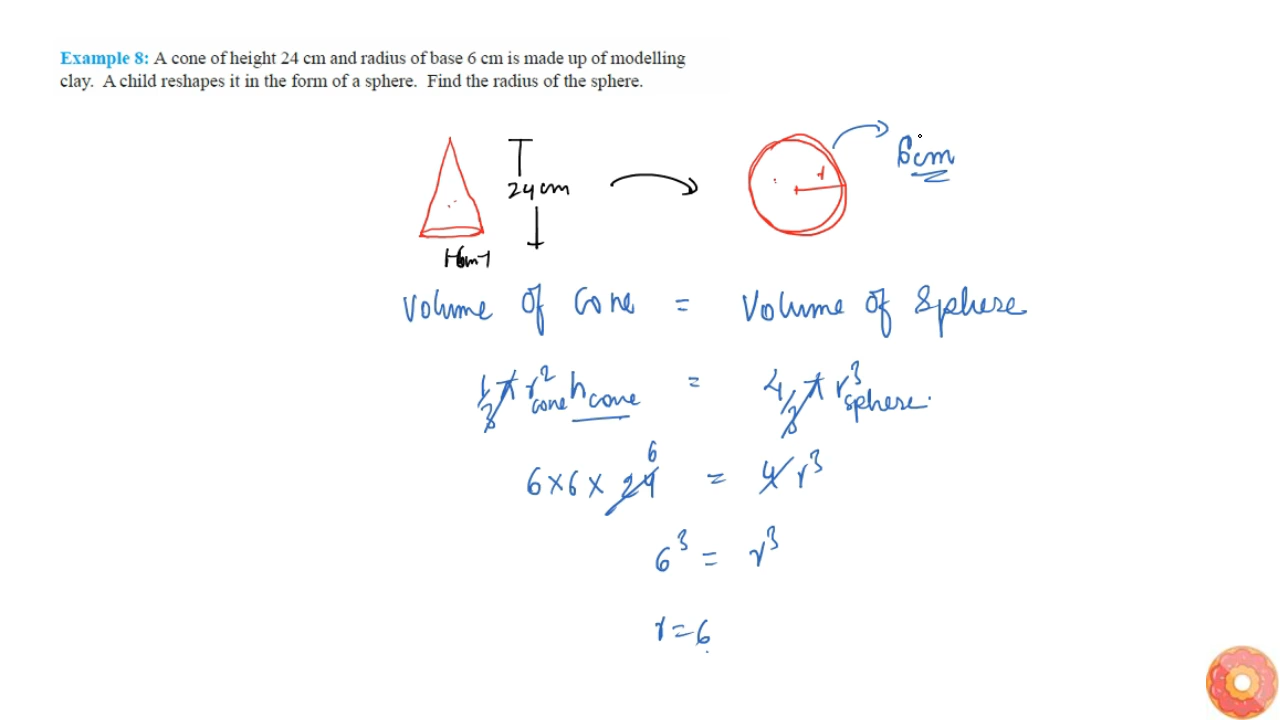 Example 8: A cone of height 24 cm and radius of base 6 cm is made up of modelling
clay. A child reshapes it in the form of a sphere. Find the radius of the sphere.
24 cm
6cm
r
6cm
Volume of Cone = Volume of Sphere
1/3 π r²cone hcone = 4/3 π r³sphere.
6×6×24 6 = 4 r³
6³ = r³
r=6